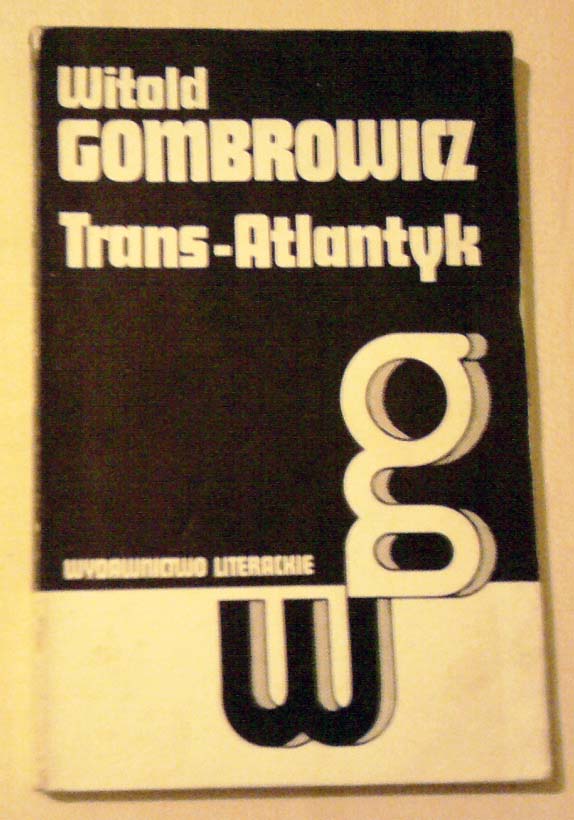 Witold
GOMBROWICZ
Trans-Atlantyk
g
WYDAWNICTWO LITERACKIE
w